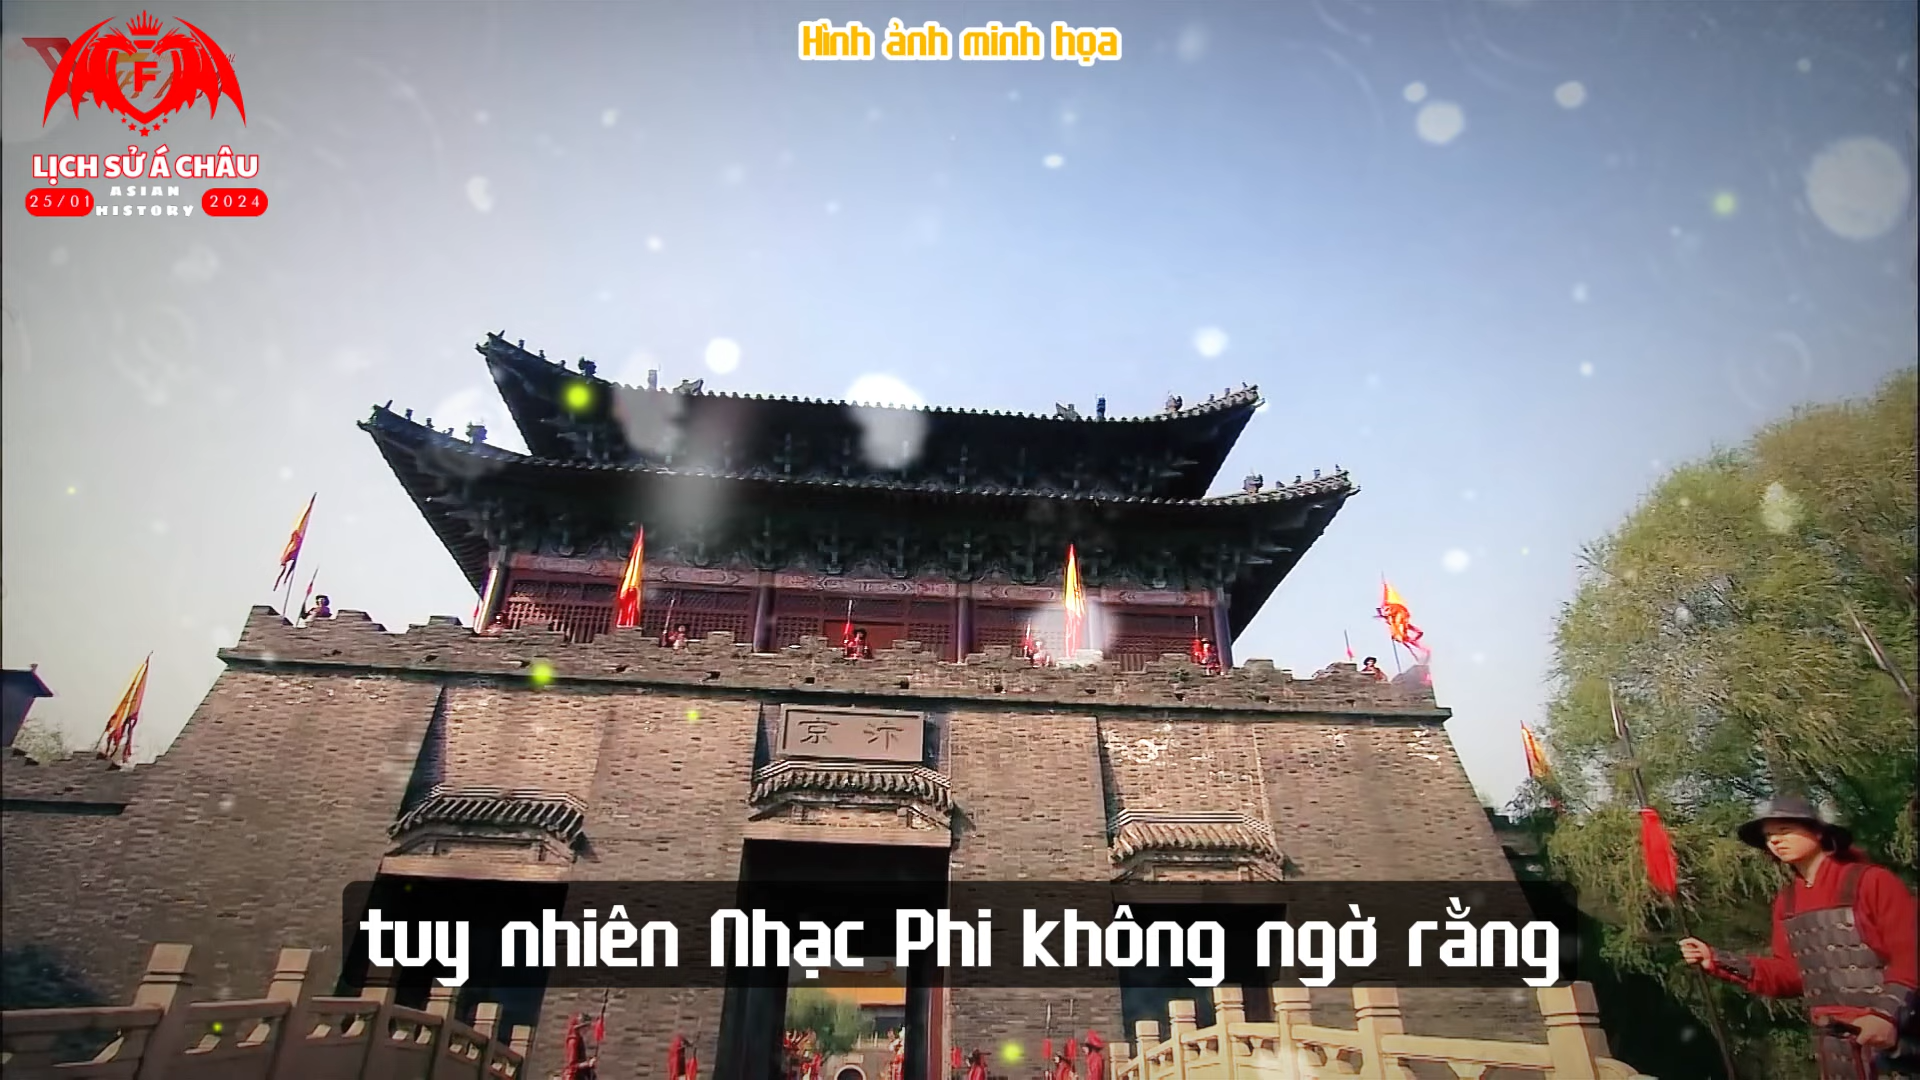 Hình ảnh minh họa
F
LỊCH SỬ Á CHÂU
ASIAN
25/01
HISTORY
2024
京汴
tuy nhiên Nhạc Phi không ngờ rằng